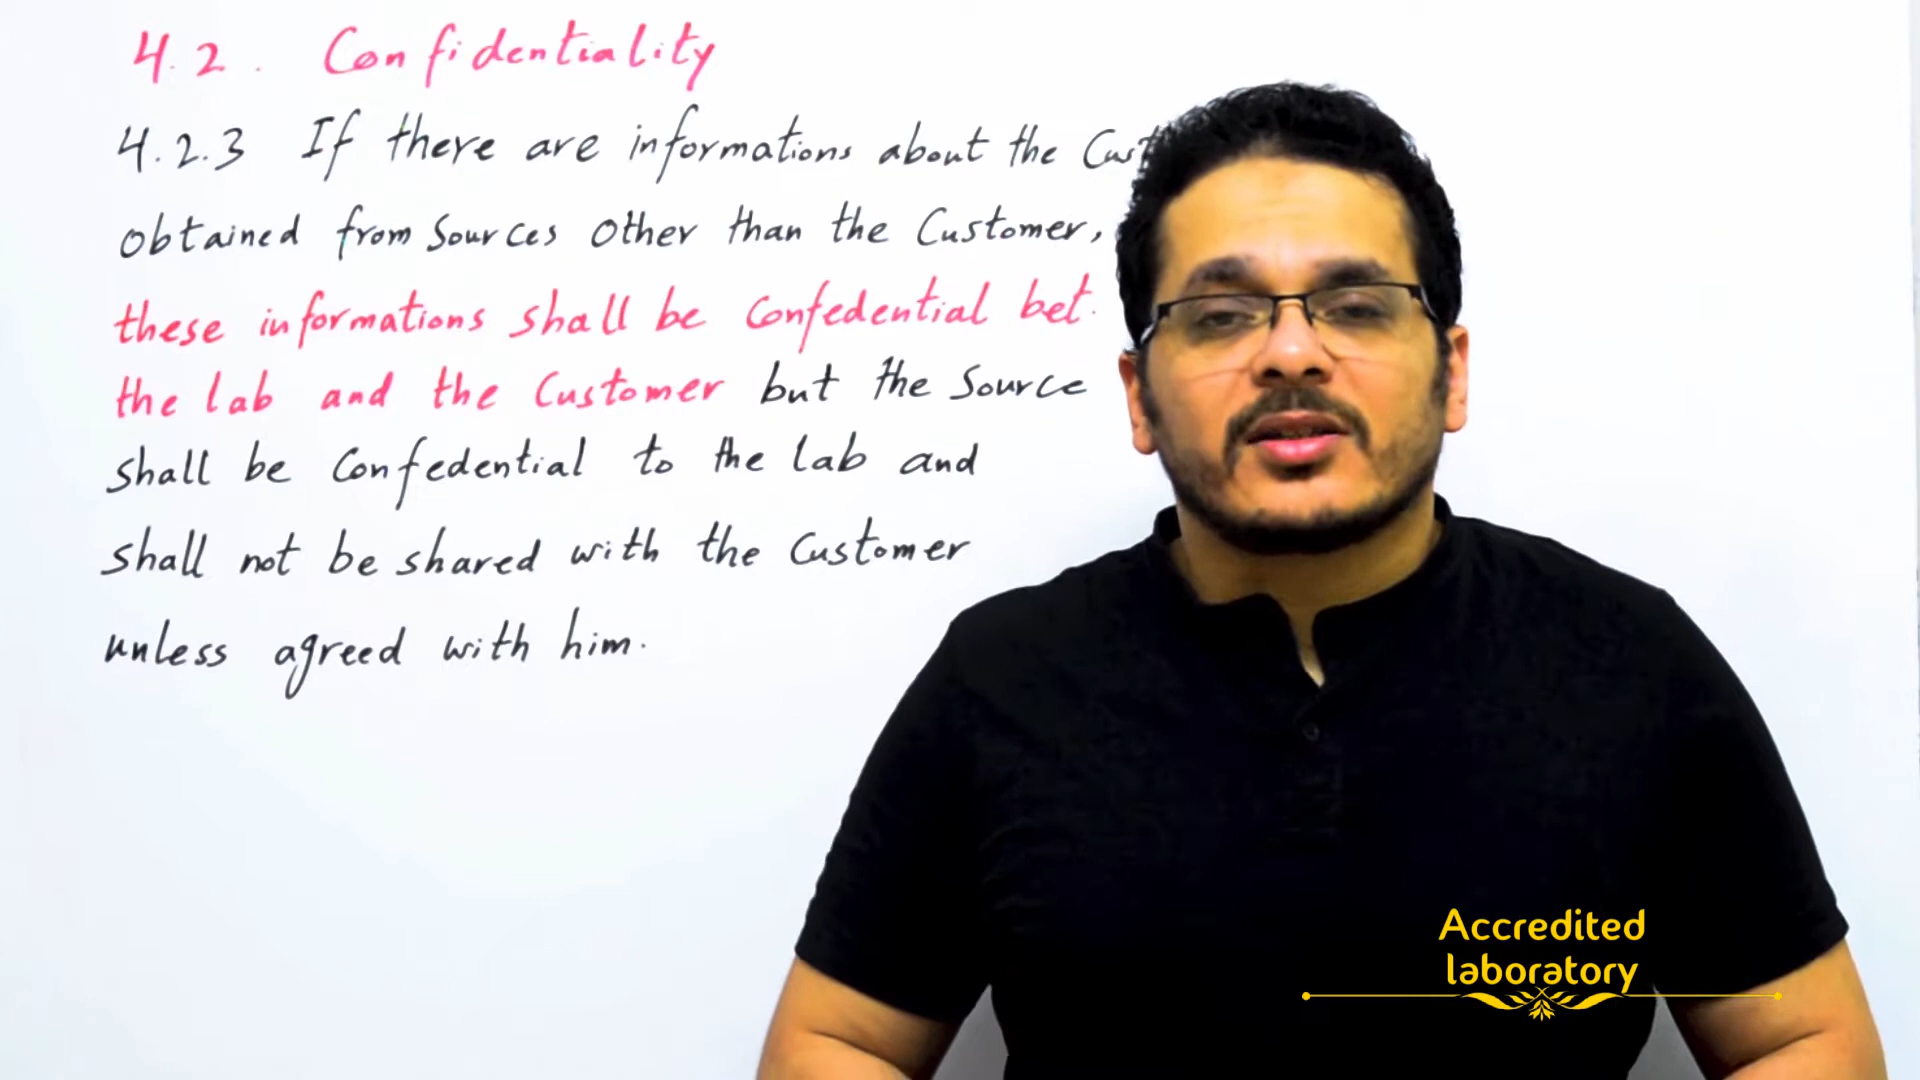 4.2. Confidentiality
4.2.3 If there are informations about the
obtained from Sources Other than the Customer,
these informations shall be Confedential bet.
the lab and the Customer but the Source
shall be Confedential to the lab and
shall not be shared with the Customer
unless agreed with him.
Accredited
laboratory